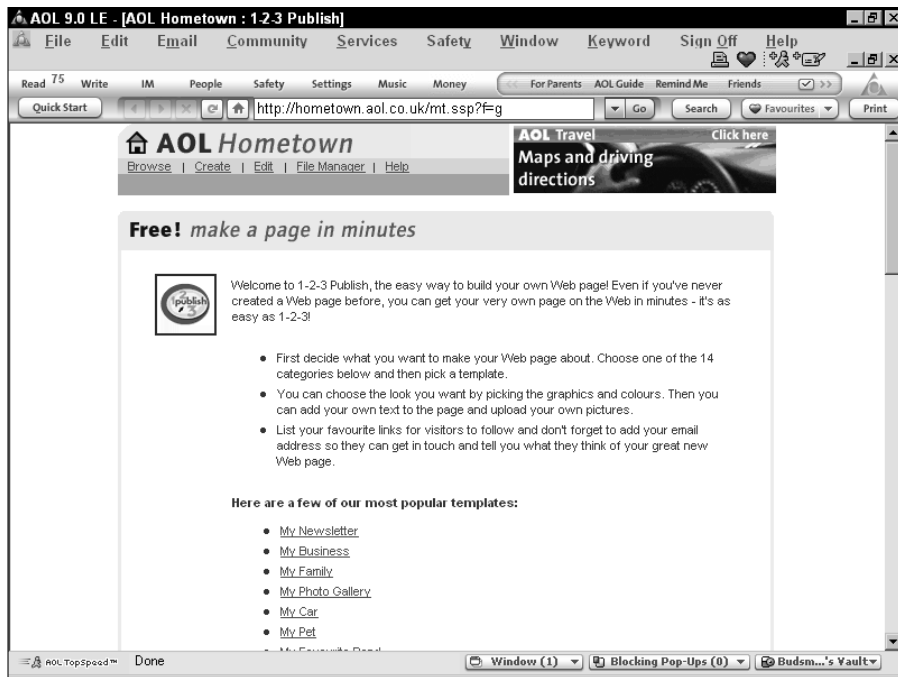 AOL 9.0 LE - [AOL Hometown : 1-2-3 Publish]
File Edit Email Community Services Safety Window Keyword Sign Off Help
Read 75 Write IM People Safety Settings Music Money << For Parents AOL Guide Remind Me Friends >>
Quick Start http://hometown.aol.co.uk/mt.ssp?f=g Go Search Favourites Print
AOL Hometown
Browse | Create | Edit | File Manager | Help
AOL Travel Click here
Maps and driving
directions
Free! make a page in minutes
1 2 3 publish
Welcome to 1-2-3 Publish, the easy way to build your own Web page! Even if you've never
created a Web page before, you can get your very own page on the Web in minutes - it's as
easy as 1-2-3!
First decide what you want to make your Web page about. Choose one of the 14
categories below and then pick a template.
You can choose the look you want by picking the graphics and colours. Then you
can add your own text to the page and upload your own pictures.
List your favourite links for visitors to follow and don't forget to add your email
address so they can get in touch and tell you what they think of your great new
Web page.
Here are a few of our most popular templates:
My Newsletter
My Business
My Family
My Photo Gallery
My Car
My Pet
My Favourite Band
AOL TopSpeed™ Done Window (1) Blocking Pop-Ups (0) Budsm...'s Vault